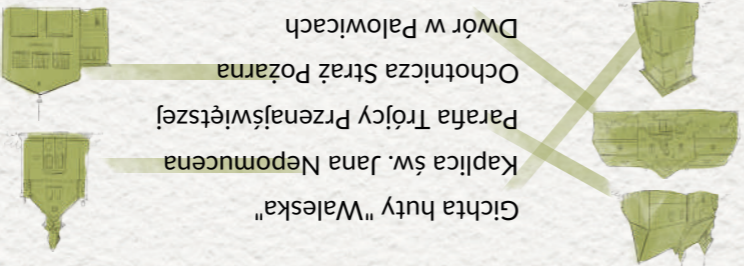 Gichta huty "Waleska"
Kaplica św. Jana Nepomucena
Parafia Trójcy Przenajświętszej
Ochotnicza Straż Pożarna
Dwór w Palowicach